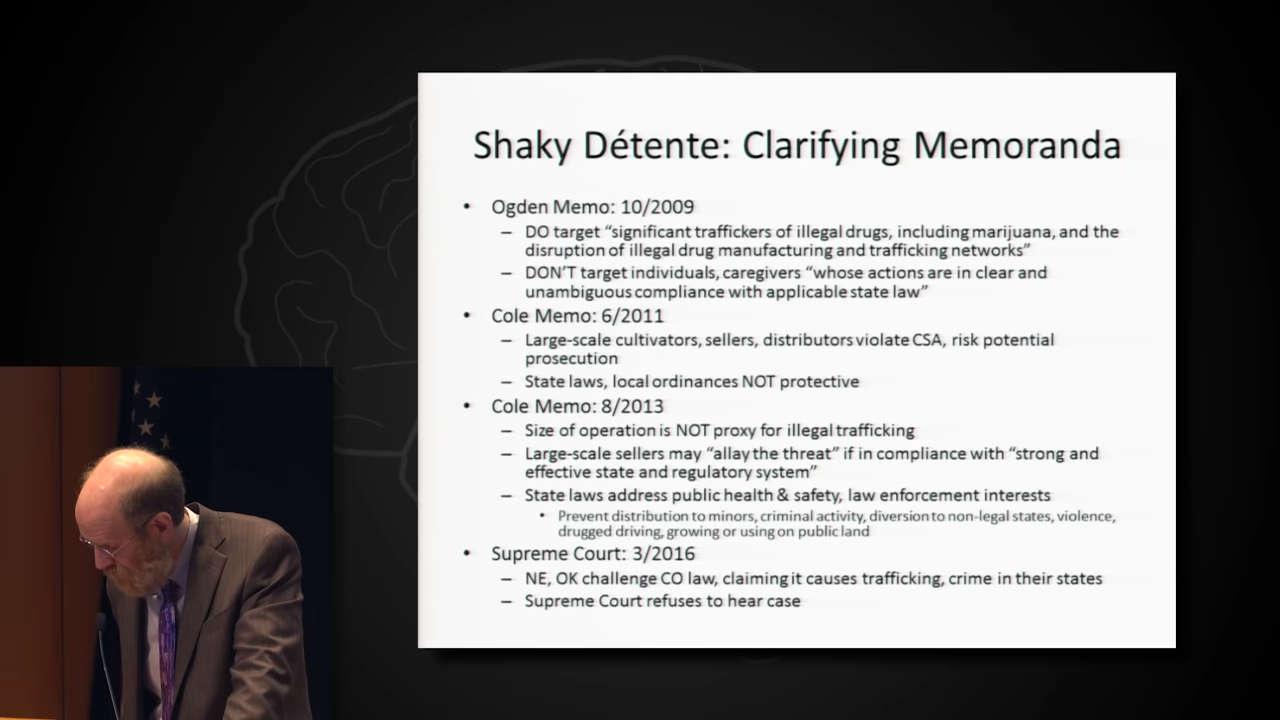 Shaky Détente: Clarifying Memoranda
• Ogden Memo: 10/2009
– DO target “significant traffickers of illegal drugs, including marijuana, and the
disruption of illegal drug manufacturing and trafficking networks”
– DON’T target individuals, caregivers “whose actions are in clear and
unambiguous compliance with applicable state law”
• Cole Memo: 6/2011
– Large-scale cultivators, sellers, distributors violate CSA, risk potential
prosecution
– State laws, local ordinances NOT protective
• Cole Memo: 8/2013
– Size of operation is NOT proxy for illegal trafficking
– Large-scale sellers may “allay the threat” if in compliance with “strong and
effective state and regulatory system”
– State laws address public health & safety, law enforcement interests
• Prevent distribution to minors, criminal activity, diversion to non-legal states, violence,
drugged driving, growing or using on public land
• Supreme Court: 3/2016
– NE, OK challenge CO law, claiming it causes trafficking, crime in their states
– Supreme Court refuses to hear case